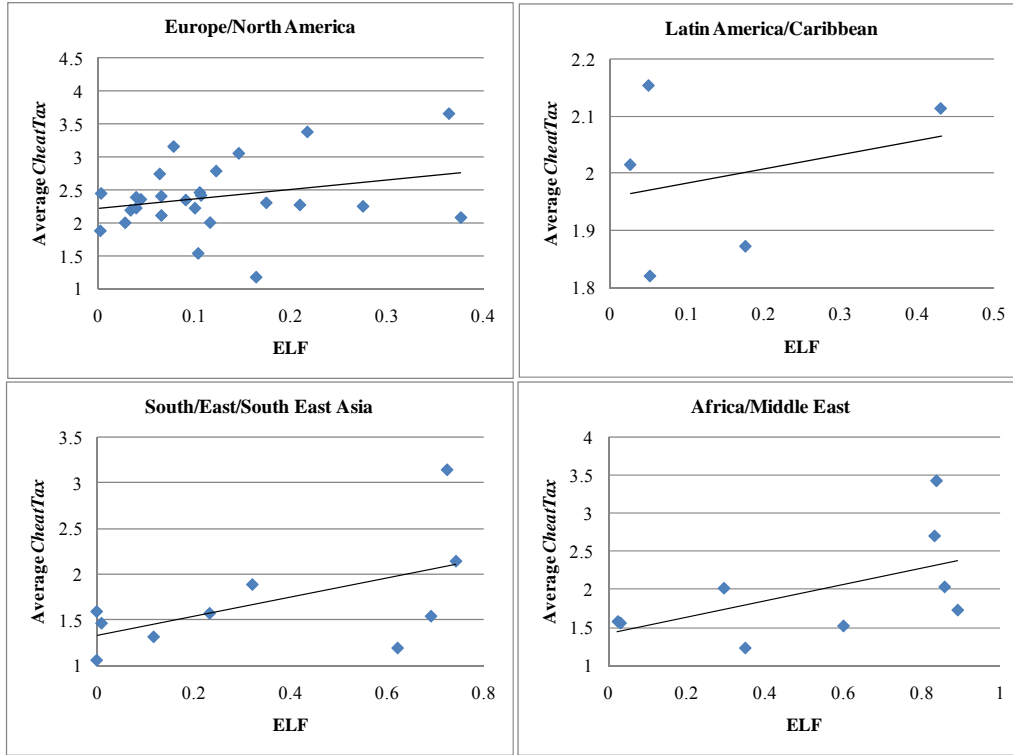 Europe/North America
4.5
4
3.5
3
2.5
2
1.5
1
Average CheatTax
0 0.1 0.2 0.3 0.4
ELF
Latin America/Caribbean
2.2
2.1
2
1.9
1.8
Average CheatTax
0 0.1 0.2 0.3 0.4 0.5
ELF
South/East/South East Asia
3.5
3
2.5
2
1.5
1
Average CheatTax
0 0.2 0.4 0.6 0.8
ELF
Africa/Middle East
4
3.5
3
2.5
2
1.5
1
Average CheatTax
0 0.2 0.4 0.6 0.8 1
ELF